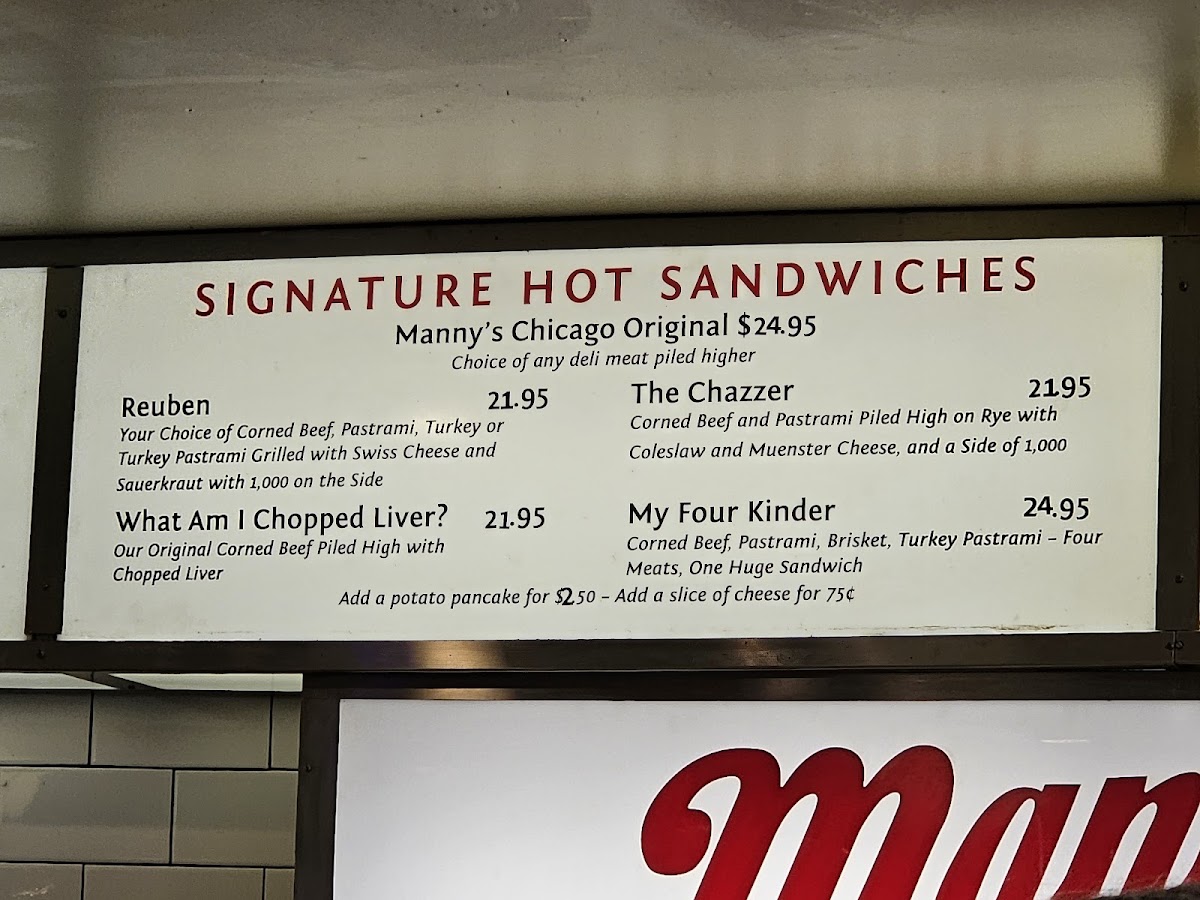 SIGNATURE HOT SANDWICHES
Manny's Chicago Original $24.95
Choice of any deli meat piled higher
Reuben 21.95
Your Choice of Corned Beef, Pastrami, Turkey or
Turkey Pastrami Grilled with Swiss Cheese and
Sauerkraut with 1,000 on the Side
What Am I Chopped Liver? 21.95
Our Original Corned Beef Piled High with
Chopped Liver
The Chazzer 21.95
Corned Beef and Pastrami Piled High on Rye with
Coleslaw and Muenster Cheese, and a Side of 1,000
My Four Kinder 24.95
Corned Beef, Pastrami, Brisket, Turkey Pastrami – Four
Meats, One Huge Sandwich
Add a potato pancake for $2.50 – Add a slice of cheese for 75¢
Man